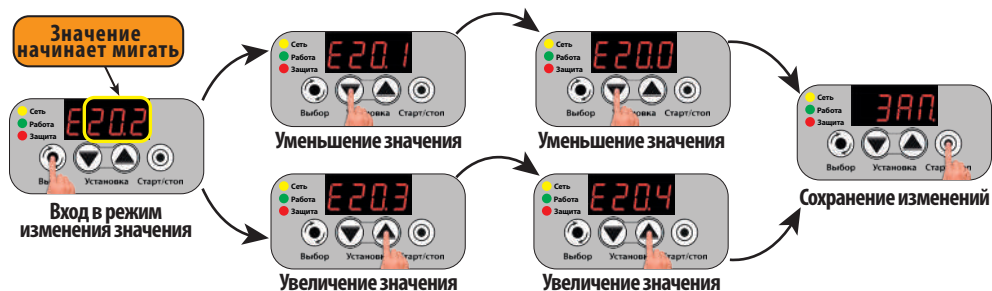 Значение
начинает мигать
Сеть
Работа
Защита
E20.2
Выбор Установка Старт/стоп
Вход в режим
изменения значения
Сеть
Работа
Защита
E20.1
Выбор Установка Старт/стоп
Уменьшение значения
Сеть
Работа
Защита
E20.0
Выбор Установка Старт/стоп
Уменьшение значения
Сеть
Работа
Защита
E20.3
Выбор Установка Старт/стоп
Увеличение значения
Сеть
Работа
Защита
E20.4
Выбор Установка Старт/стоп
Увеличение значения
Сеть
Работа
Защита
ЗАП.
Выбор Установка Старт/стоп
Сохранение изменений